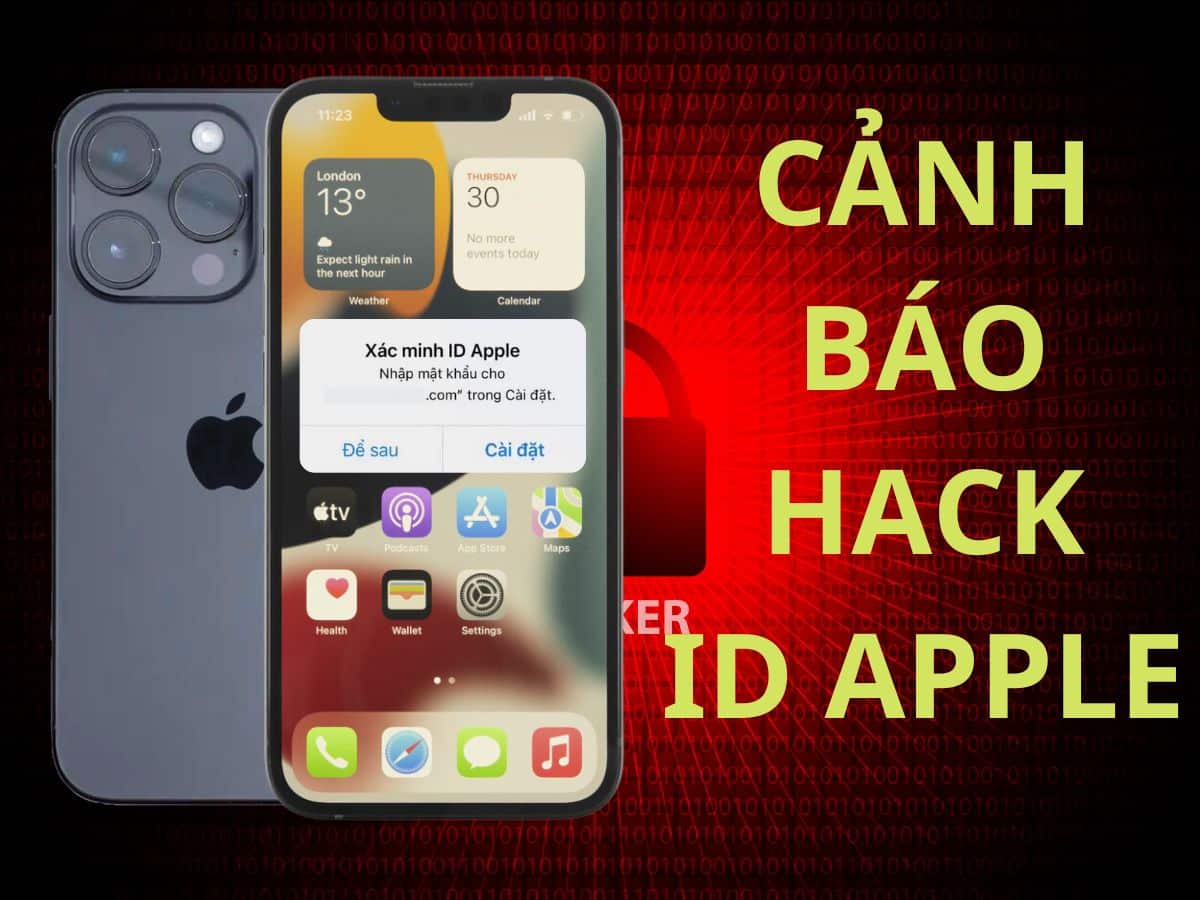 11:23
London
13°
Expect light rain in
the next hour
Weather
THURSDAY
30
No more
events today
Calendar
Xác minh ID Apple
Nhập mật khẩu cho
.com" trong Cài đặt.
Để sau
Cài đặt
tv
TV
Podcasts
App Store
Maps
Health
Wallet
Settings
CẢNH
BÁO
HACK
KER
ID APPLE